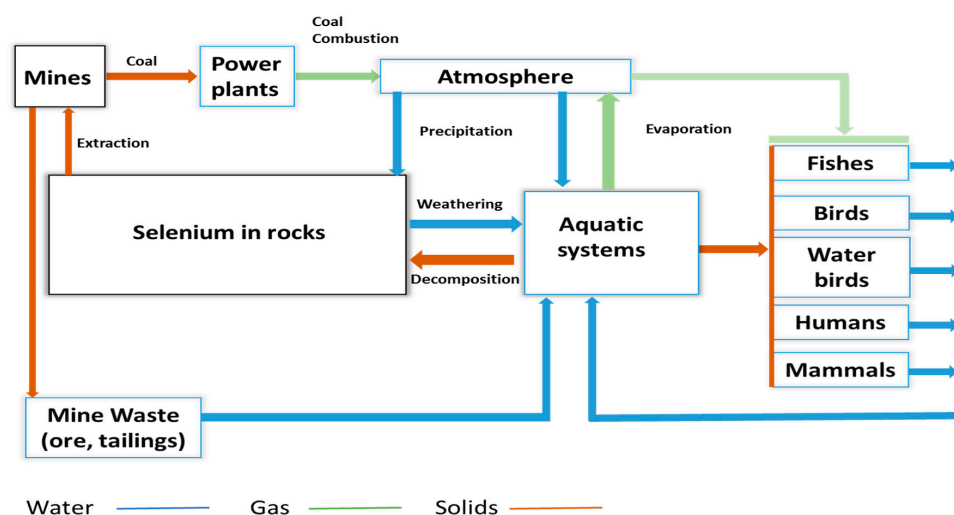 Coal
Combustion
Mines
Coal
Power
plants
Atmosphere
Extraction
Precipitation
Evaporation
Fishes
Selenium in rocks
Weathering
Aquatic
systems
Birds
Water
birds
Decomposition
Humans
Mammals
Mine Waste
(ore, tailings)
Water
Gas
Solids